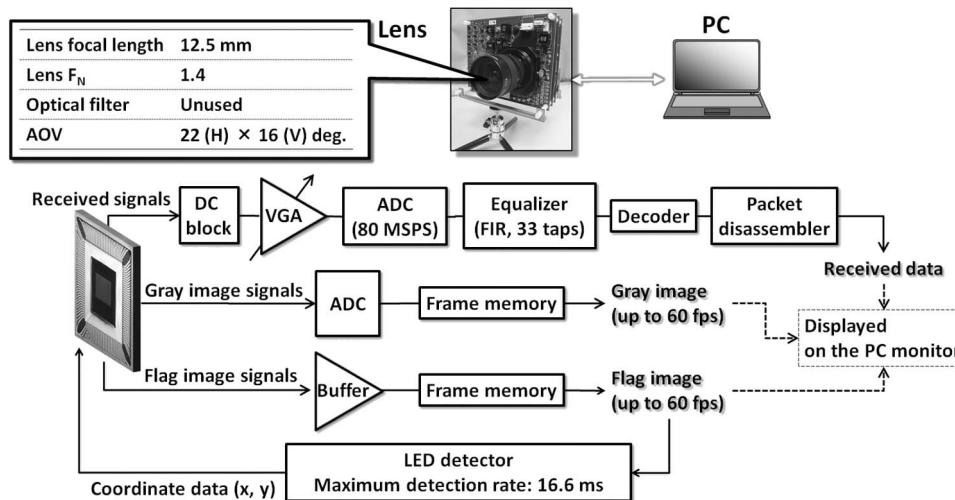 Lens focal length 12.5 mm
Lens FN 1.4
Optical filter Unused
AOV 22 (H) × 16 (V) deg.
Lens
PC
Received signals
DC
block
VGA
ADC
(80 MSPS)
Equalizer
(FIR, 33 taps)
Decoder
Packet
disassembler
Received data
Gray image signals
ADC
Frame memory
Gray image
(up to 60 fps)
Displayed
on the PC monitor
Flag image signals
Buffer
Frame memory
Flag image
(up to 60 fps)
LED detector
Maximum detection rate: 16.6 ms
Coordinate data (x, y)